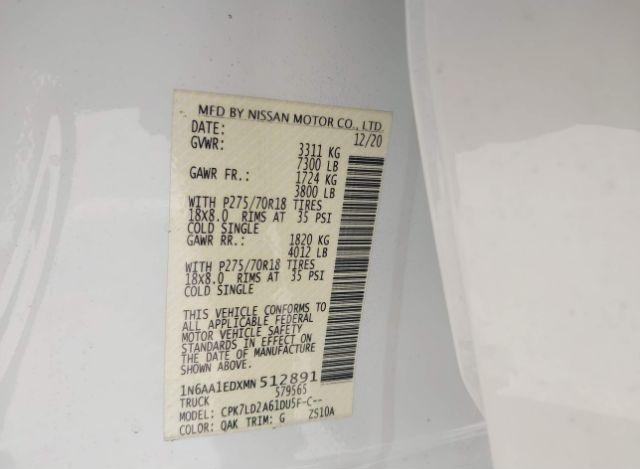 MFD BY NISSAN MOTOR CO., LTD
DATE: 12/20
GVWR: 3311 KG
7300 LB
GAWR FR.: 1724 KG
3800 LB
WITH P275/70R18 TIRES
18X8.0 RIMS AT 35 PSI
COLD SINGLE
GAWR RR.: 1820 KG
4012 LB
WITH P275/70R18 TIRES
18X8.0 RIMS AT 35 PSI
COLD SINGLE
THIS VEHICLE CONFORMS TO
ALL APPLICABLE FEDERAL
MOTOR VEHICLE SAFETY
STANDARDS IN EFFECT ON
THE DATE OF MANUFACTURE
SHOWN ABOVE.
1N6AA1EDXMN512891
TRUCK 579565
MODEL: CPK7LD2A61DU5F-C--
COLOR: QAK TRIM: G ZS10A